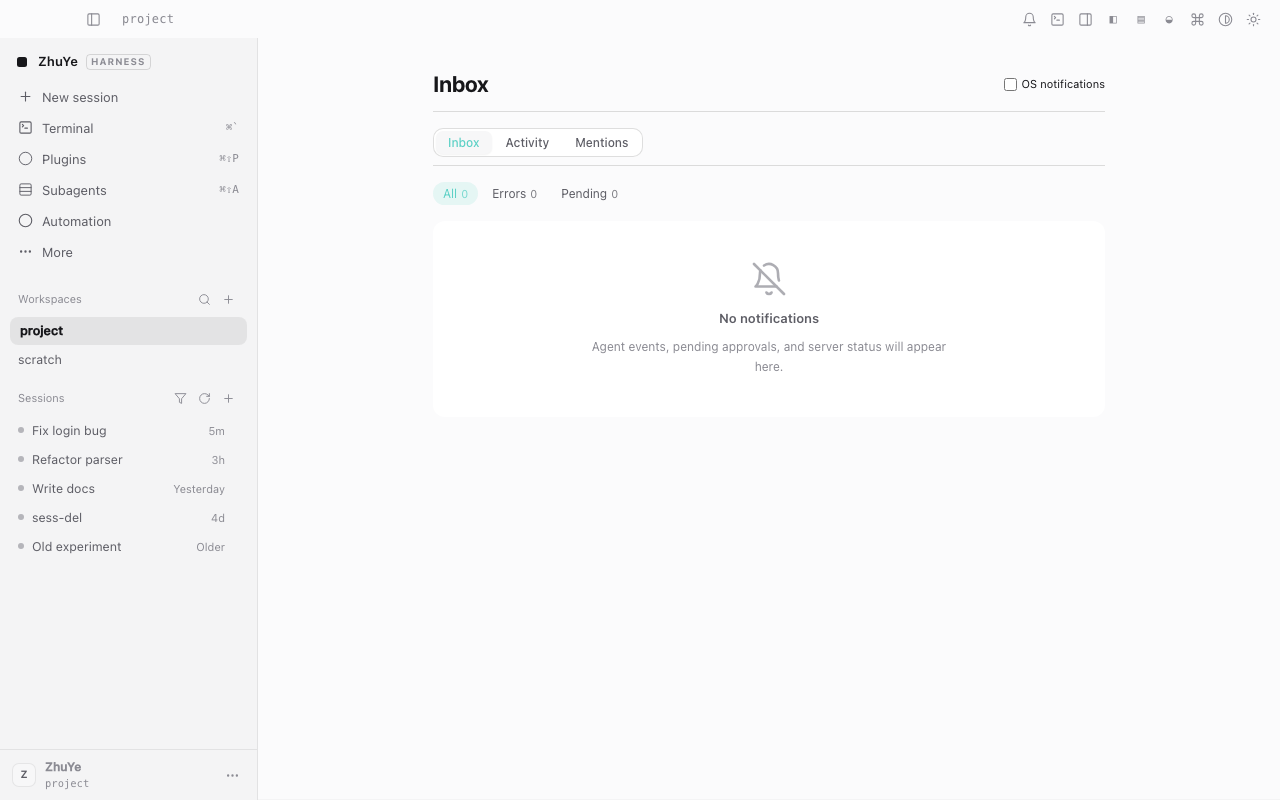 project
ZhuYe HARNESS
New session
Terminal ⌘`
Plugins ⌘⇧P
Subagents ⌘⇧A
Automation
More
Workspaces
project
scratch
Sessions
Fix login bug 5m
Refactor parser 3h
Write docs Yesterday
sess-del 4d
Old experiment Older
Z ZhuYe
project
Inbox OS notifications
Inbox Activity Mentions
All 0 Errors 0 Pending 0
No notifications
Agent events, pending approvals, and server status will appear
here.